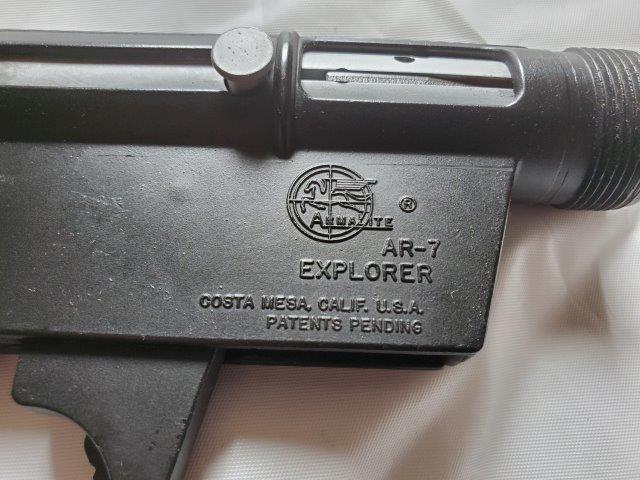 ARMALITE ®
AR-7
EXPLORER
COSTA MESA, CALIF. U.S.A.
PATENTS PENDING